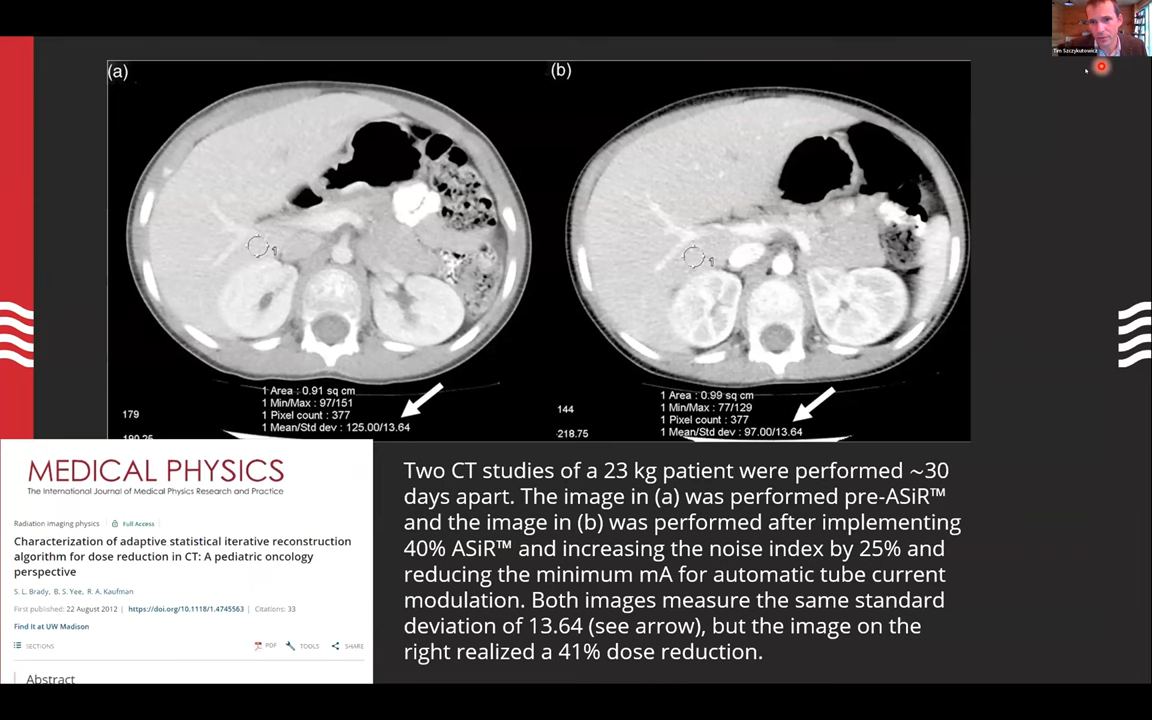 Tim Szczykutowicz
(a)
(b)
1 Area : 0.91 sq cm
1 Min/Max : 97/151
1 Pixel count : 377
1 Mean/Std dev : 125.00/13.64
1
179
190.25
1 Area : 0.99 sq cm
1 Min/Max : 77/129
1 Pixel count : 377
1 Mean/Std dev : 97.00/13.64
1
144
218.75
MEDICAL PHYSICS
The International Journal of Medical Physics Research and Practice
Radiation imaging physics Full Access
Characterization of adaptive statistical iterative reconstruction
algorithm for dose reduction in CT: A pediatric oncology
perspective
S. L. Brady, B. S. Yee, R. A. Kaufman
First published: 22 August 2012 | https://doi.org/10.1118/1.4745563 | Citations: 33
Find It at UW Madison
SECTIONS PDF TOOLS SHARE
Abstract
Two CT studies of a 23 kg patient were performed ~30
days apart. The image in (a) was performed pre-ASiR™
and the image in (b) was performed after implementing
40% ASiR™ and increasing the noise index by 25% and
reducing the minimum mA for automatic tube current
modulation. Both images measure the same standard
deviation of 13.64 (see arrow), but the image on the
right realized a 41% dose reduction.